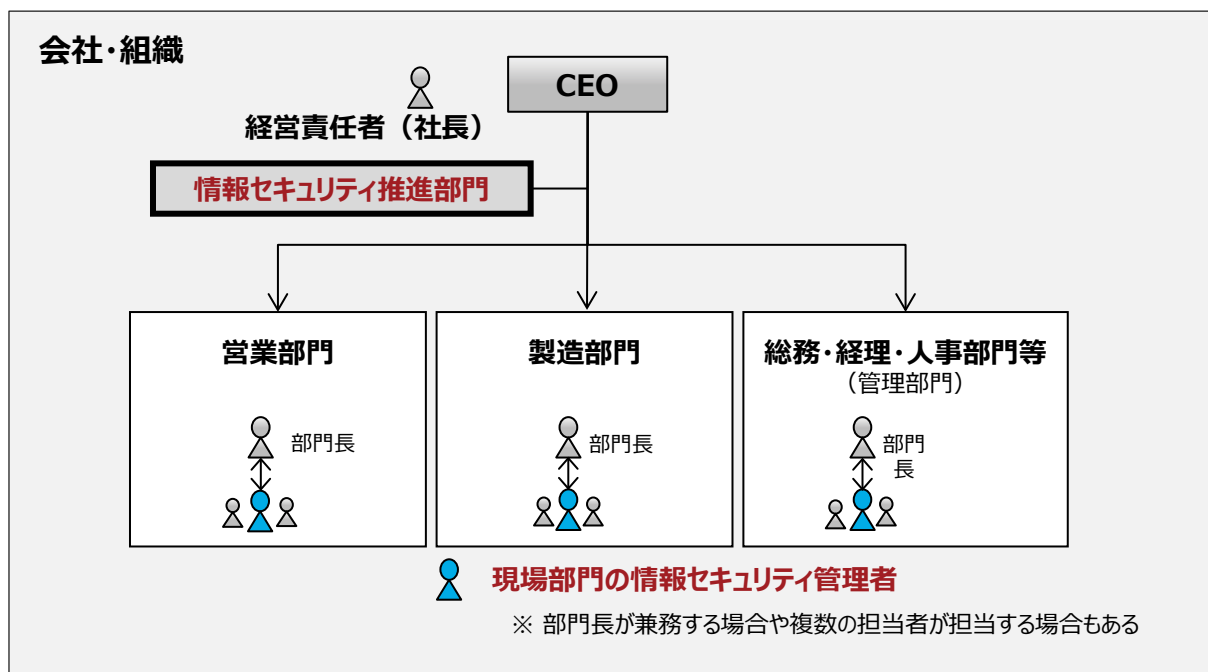 会社・組織
CEO
経営責任者（社長）
情報セキュリティ推進部門
営業部門
部門長
製造部門
部門長
総務・経理・人事部門等
（管理部門）
部門
長
現場部門の情報セキュリティ管理者
※ 部門長が兼務する場合や複数の担当者が担当する場合もある